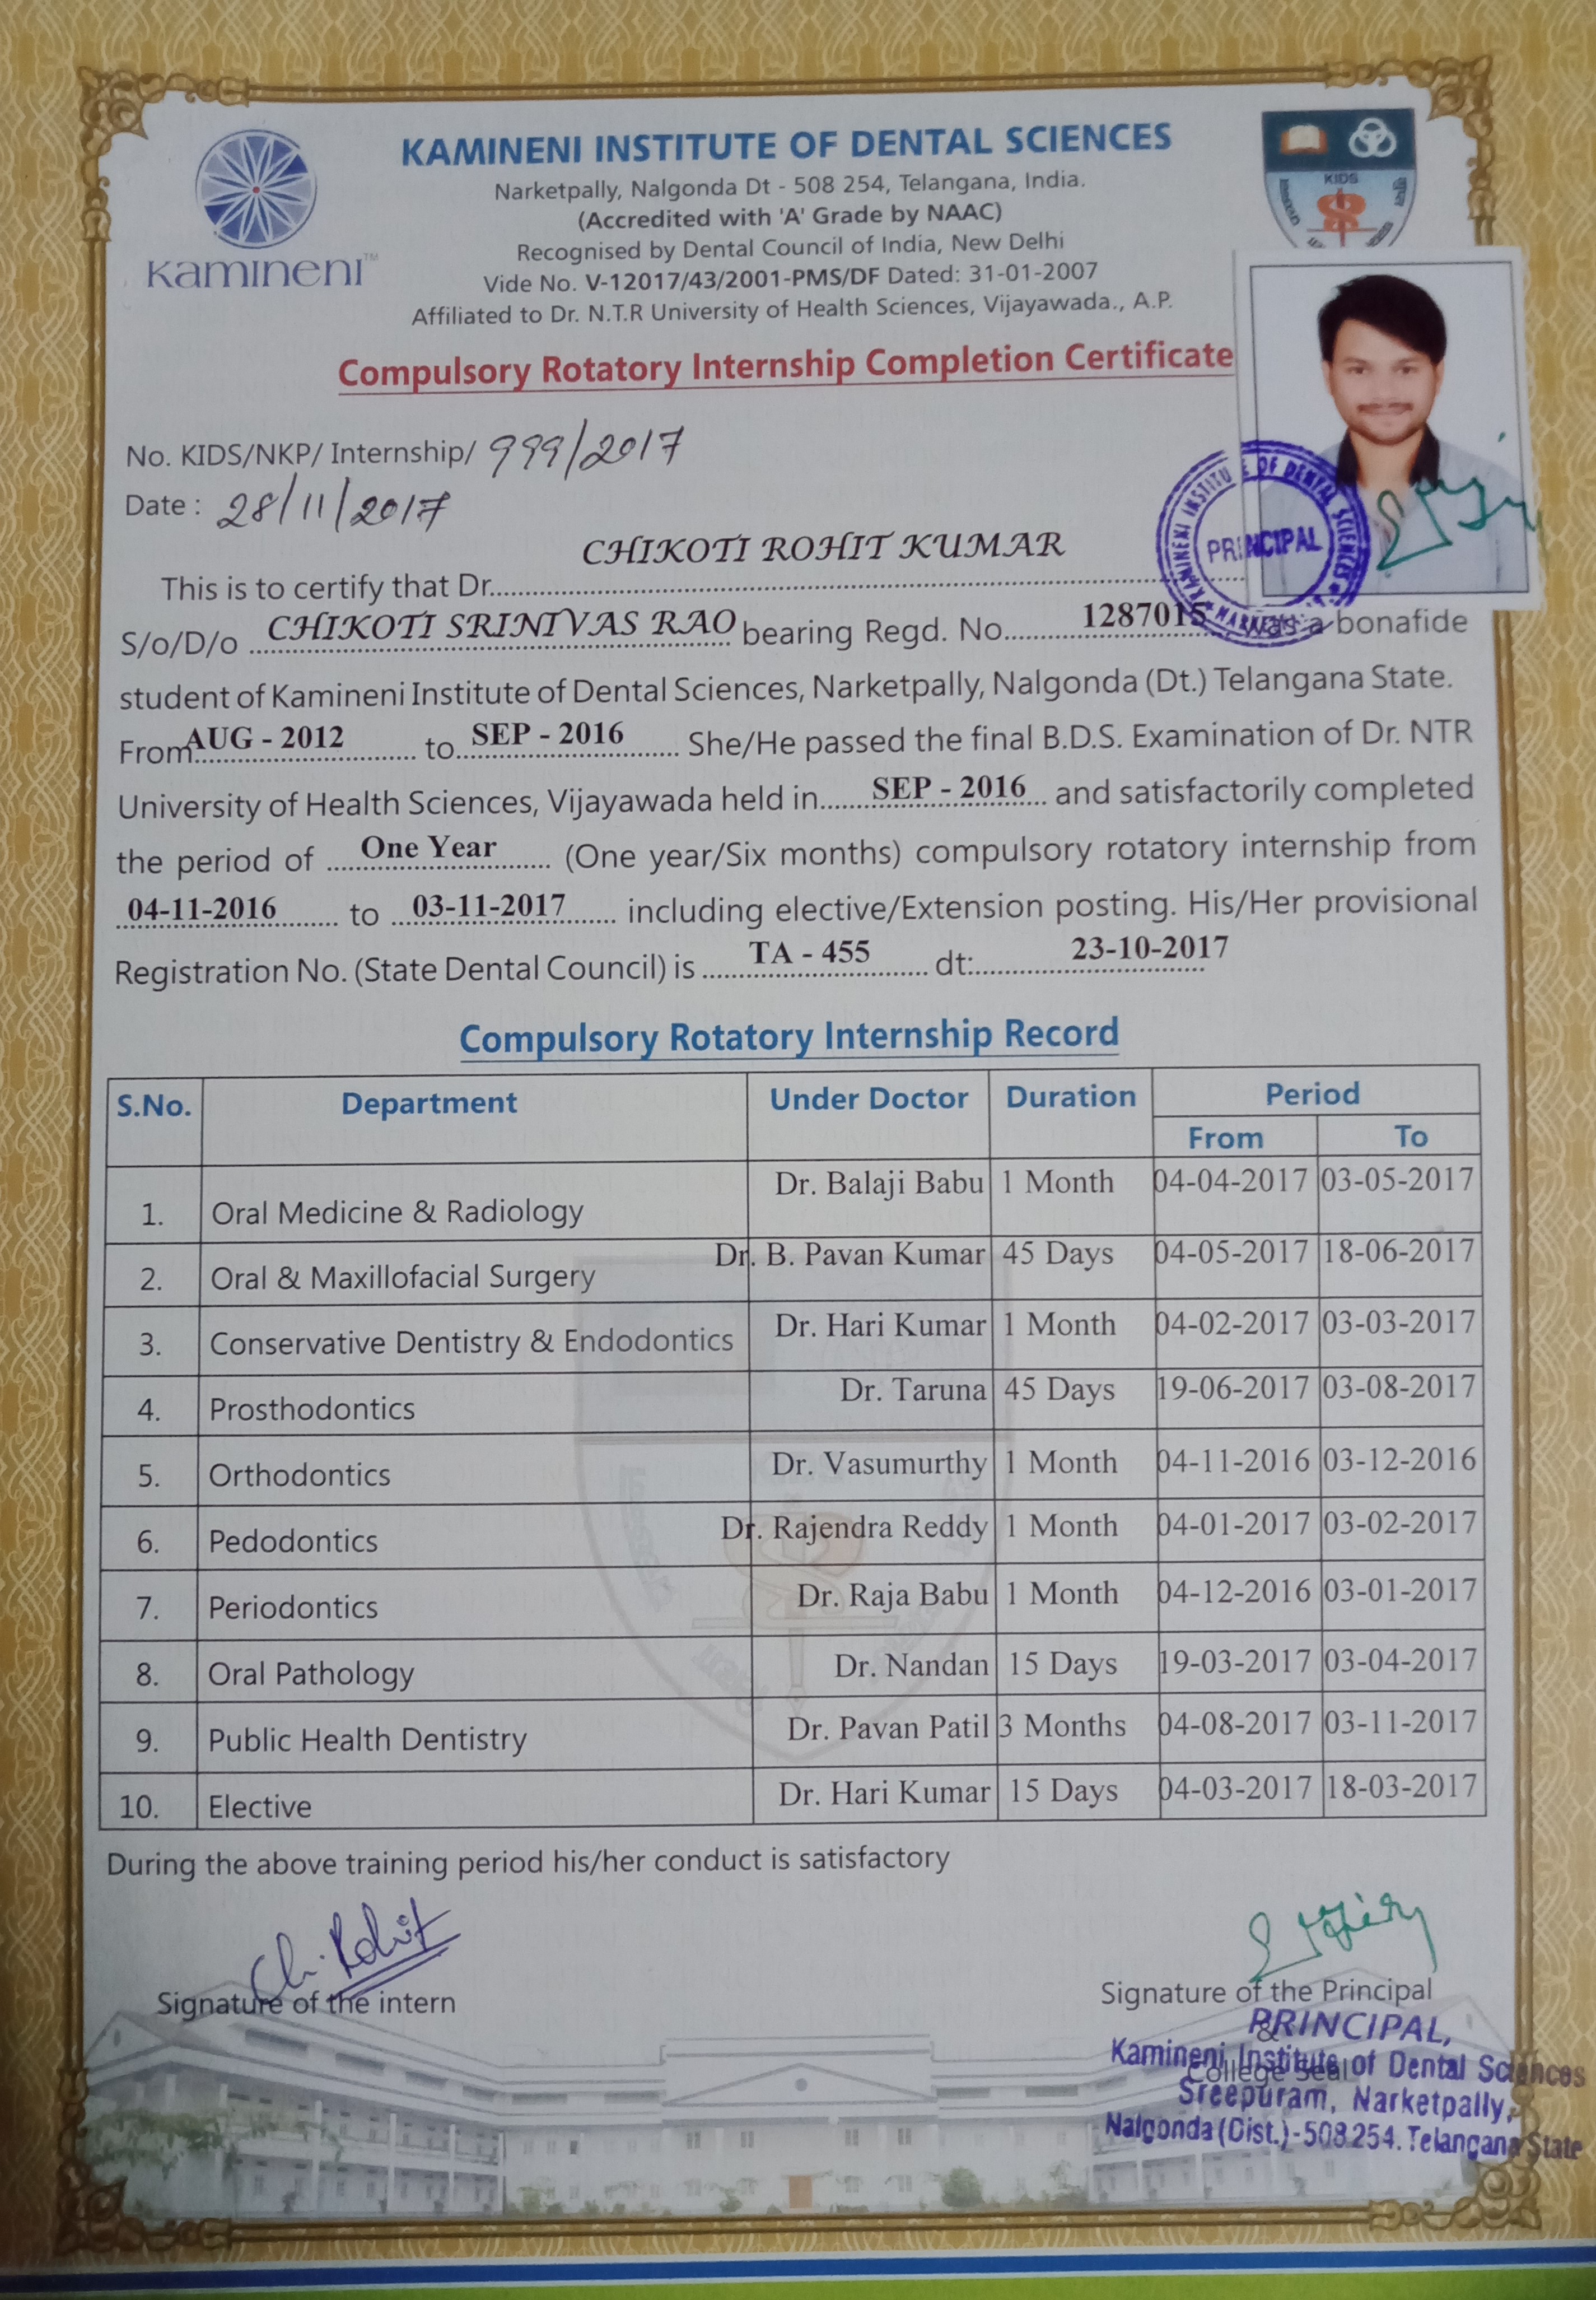 KAMINENI INSTITUTE OF DENTAL SCIENCES
Narketpally, Nalgonda Dt - 508 254, Telangana, India.
(Accredited with 'A' Grade by NAAC)
Recognised by Dental Council of India, New Delhi
Vide No. V-12017/43/2001-PMS/DF Dated: 31-01-2007
Affiliated to Dr. N.T.R University of Health Sciences, Vijayawada., A.P.
Kamineni™
KIDS
Compulsory Rotatory Internship Completion Certificate
No. KIDS/NKP/ Internship/ 999/2017
Date : 28/11/2017
KAMINENI INSTITUTE OF DENTAL SCIENCES
PRINCIPAL
This is to certify that Dr. CHIKOTI ROHIT KUMAR
S/o/D/o CHIKOTI SRINIVAS RAO bearing Regd. No. 1287015 was a bonafide
student of Kamineni Institute of Dental Sciences, Narketpally, Nalgonda (Dt.) Telangana State.
From AUG - 2012 to SEP - 2016 She/He passed the final B.D.S. Examination of Dr. NTR
University of Health Sciences, Vijayawada held in SEP - 2016 and satisfactorily completed
the period of One Year (One year/Six months) compulsory rotatory internship from
04-11-2016 to 03-11-2017 including elective/Extension posting. His/Her provisional
Registration No. (State Dental Council) is TA - 455 dt: 23-10-2017
Compulsory Rotatory Internship Record
S.No. Department Under Doctor Duration Period
From To
1. Oral Medicine & Radiology Dr. Balaji Babu 1 Month 04-04-2017 03-05-2017
2. Oral & Maxillofacial Surgery Dr. B. Pavan Kumar 45 Days 04-05-2017 18-06-2017
3. Conservative Dentistry & Endodontics Dr. Hari Kumar 1 Month 04-02-2017 03-03-2017
4. Prosthodontics Dr. Taruna 45 Days 19-06-2017 03-08-2017
5. Orthodontics Dr. Vasumurthy 1 Month 04-11-2016 03-12-2016
6. Pedodontics Dr. Rajendra Reddy 1 Month 04-01-2017 03-02-2017
7. Periodontics Dr. Raja Babu 1 Month 04-12-2016 03-01-2017
8. Oral Pathology Dr. Nandan 15 Days 19-03-2017 03-04-2017
9. Public Health Dentistry Dr. Pavan Patil 3 Months 04-08-2017 03-11-2017
10. Elective Dr. Hari Kumar 15 Days 04-03-2017 18-03-2017
During the above training period his/her conduct is satisfactory
Ch. Rohit
Signature of the intern
Signature of the Principal
&
College Seal
PRINCIPAL,
Kamineni Institute of Dental Sciences
Sreepuram, Narketpally,
Nalgonda (Dist.) - 508 254. Telangana State